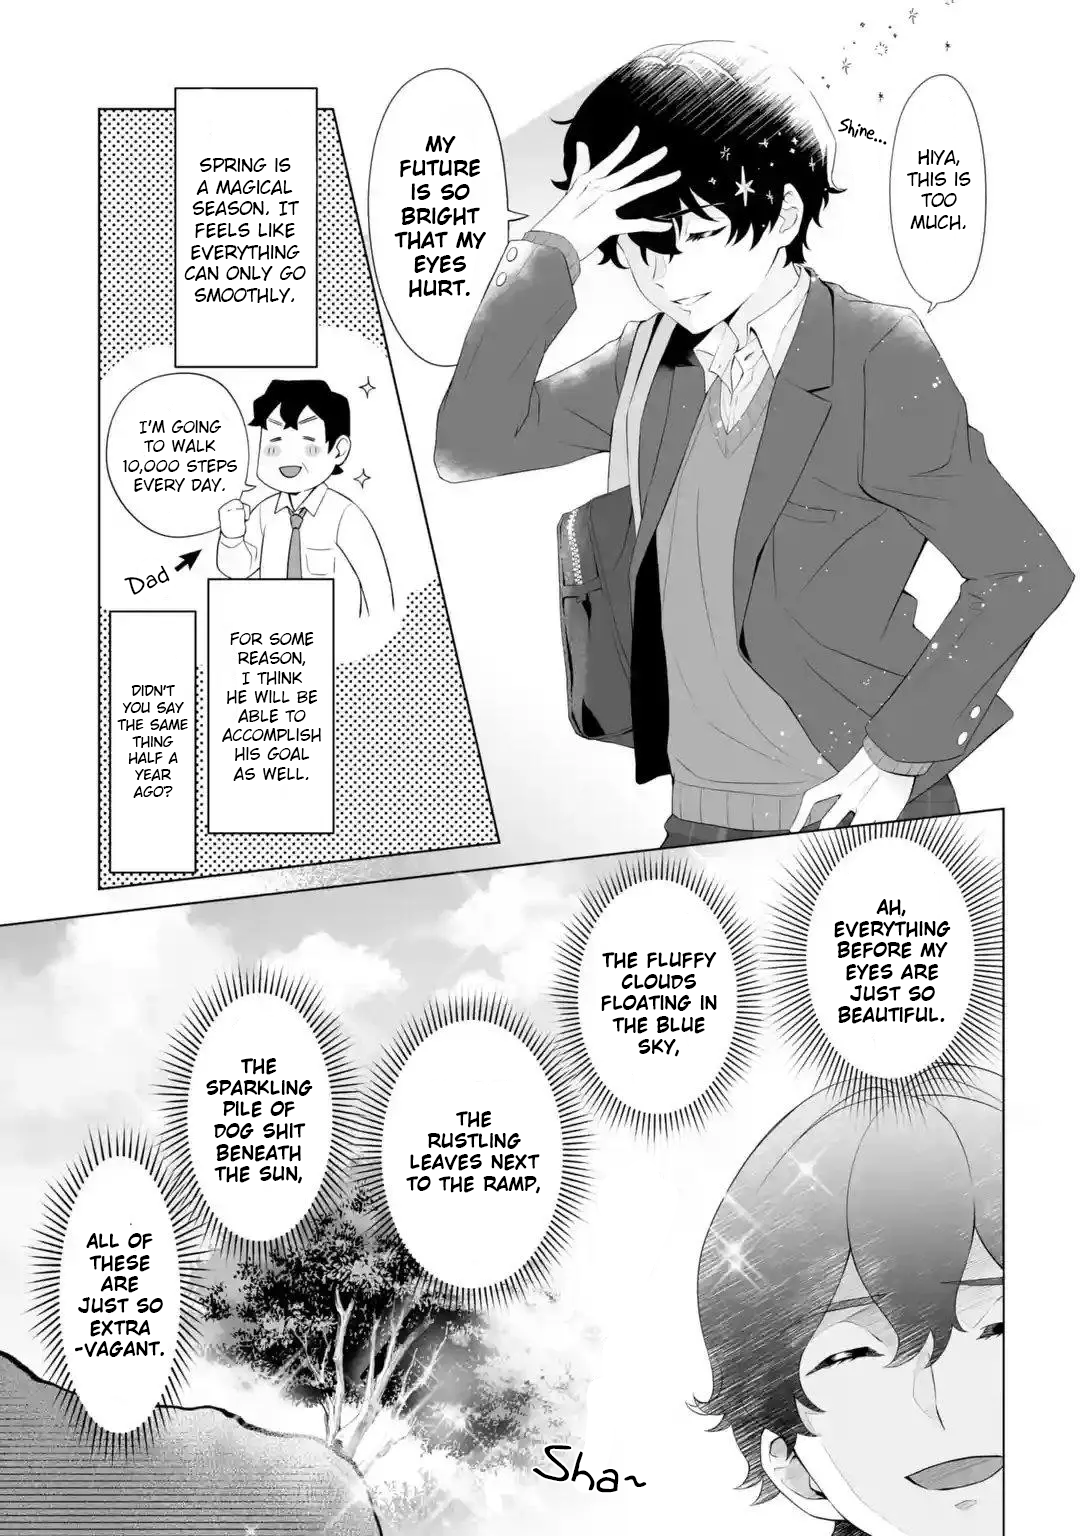 HIYA,
THIS IS
TOO
MUCH.
Shine...
MY
FUTURE
IS SO
BRIGHT
THAT MY
EYES
HURT.
SPRING IS
A MAGICAL
SEASON. IT
FEELS LIKE
EVERYTHING
CAN ONLY GO
SMOOTHLY.
I'M GOING
TO WALK
10,000 STEPS
EVERY DAY.
Dad
FOR SOME
REASON,
I THINK
HE WILL BE
ABLE TO
ACCOMPLISH
HIS GOAL
AS WELL.
DIDN'T
YOU SAY
THE SAME
THING
HALF A
YEAR
AGO?
AH,
EVERYTHING
BEFORE MY
EYES ARE
JUST SO
BEAUTIFUL.
THE FLUFFY
CLOUDS
FLOATING IN
THE BLUE
SKY,
THE
RUSTLING
LEAVES NEXT
TO THE RAMP,
THE
SPARKLING
PILE OF
DOG SHIT
BENEATH
THE SUN,
ALL OF
THESE
ARE
JUST SO
EXTRA
-VAGANT.
Sha~